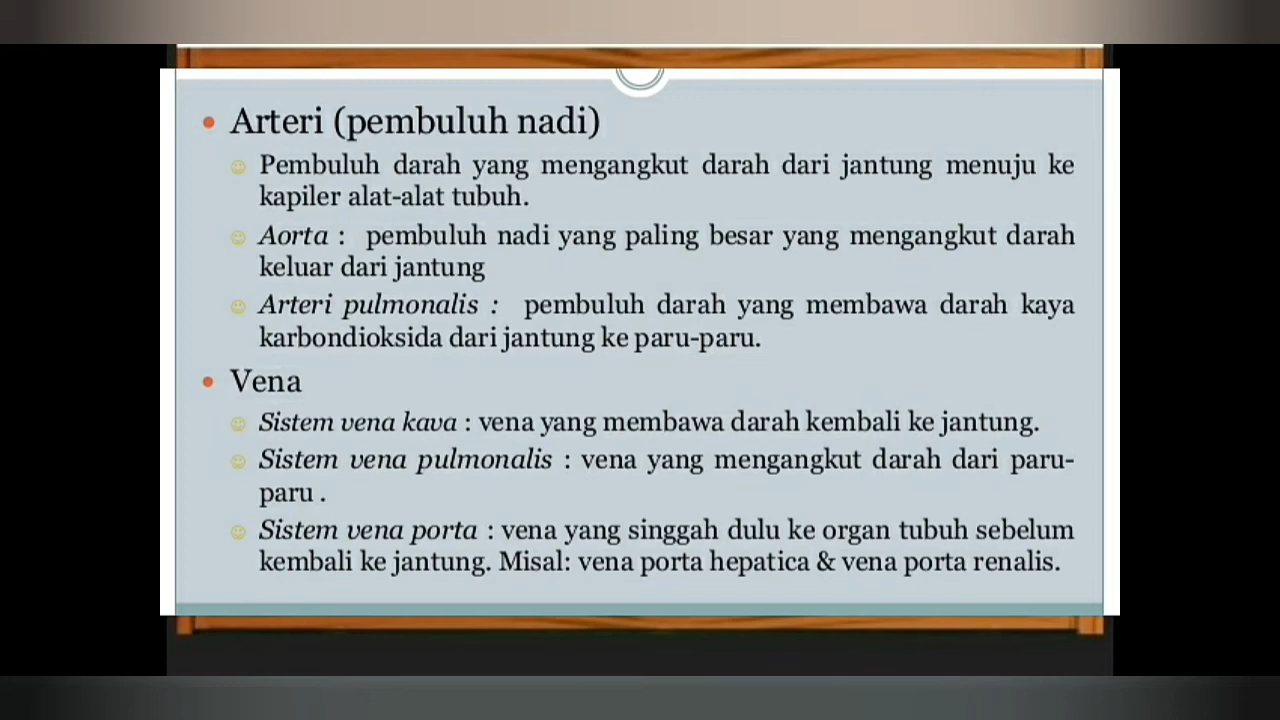 Arteri (pembuluh nadi)
Pembuluh darah yang mengangkut darah dari jantung menuju ke
kapiler alat-alat tubuh.
Aorta : pembuluh nadi yang paling besar yang mengangkut darah
keluar dari jantung
Arteri pulmonalis : pembuluh darah yang membawa darah kaya
karbondioksida dari jantung ke paru-paru.
Vena
Sistem vena kava : vena yang membawa darah kembali ke jantung.
Sistem vena pulmonalis : vena yang mengangkut darah dari paru-
paru .
Sistem vena porta : vena yang singgah dulu ke organ tubuh sebelum
kembali ke jantung. Misal: vena porta hepatica & vena porta renalis.